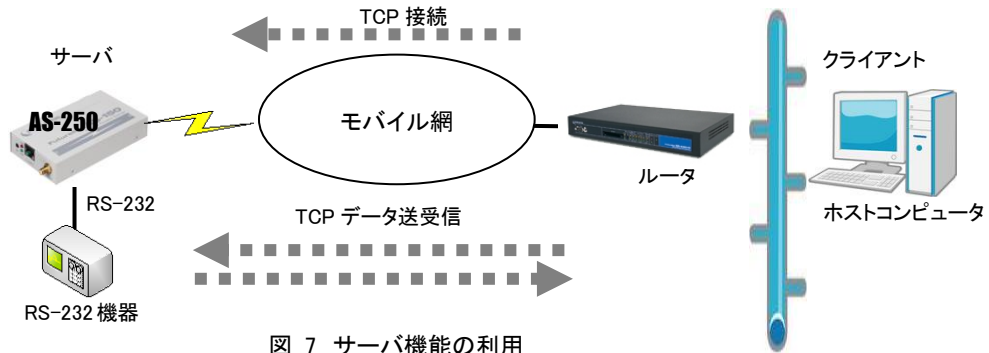 TCP 接続
サーバ
クライアント
AS-250
モバイル網
ルータ
RS-232
ホストコンピュータ
TCP データ送受信
RS-232 機器
図 7 サーバ機能の利用